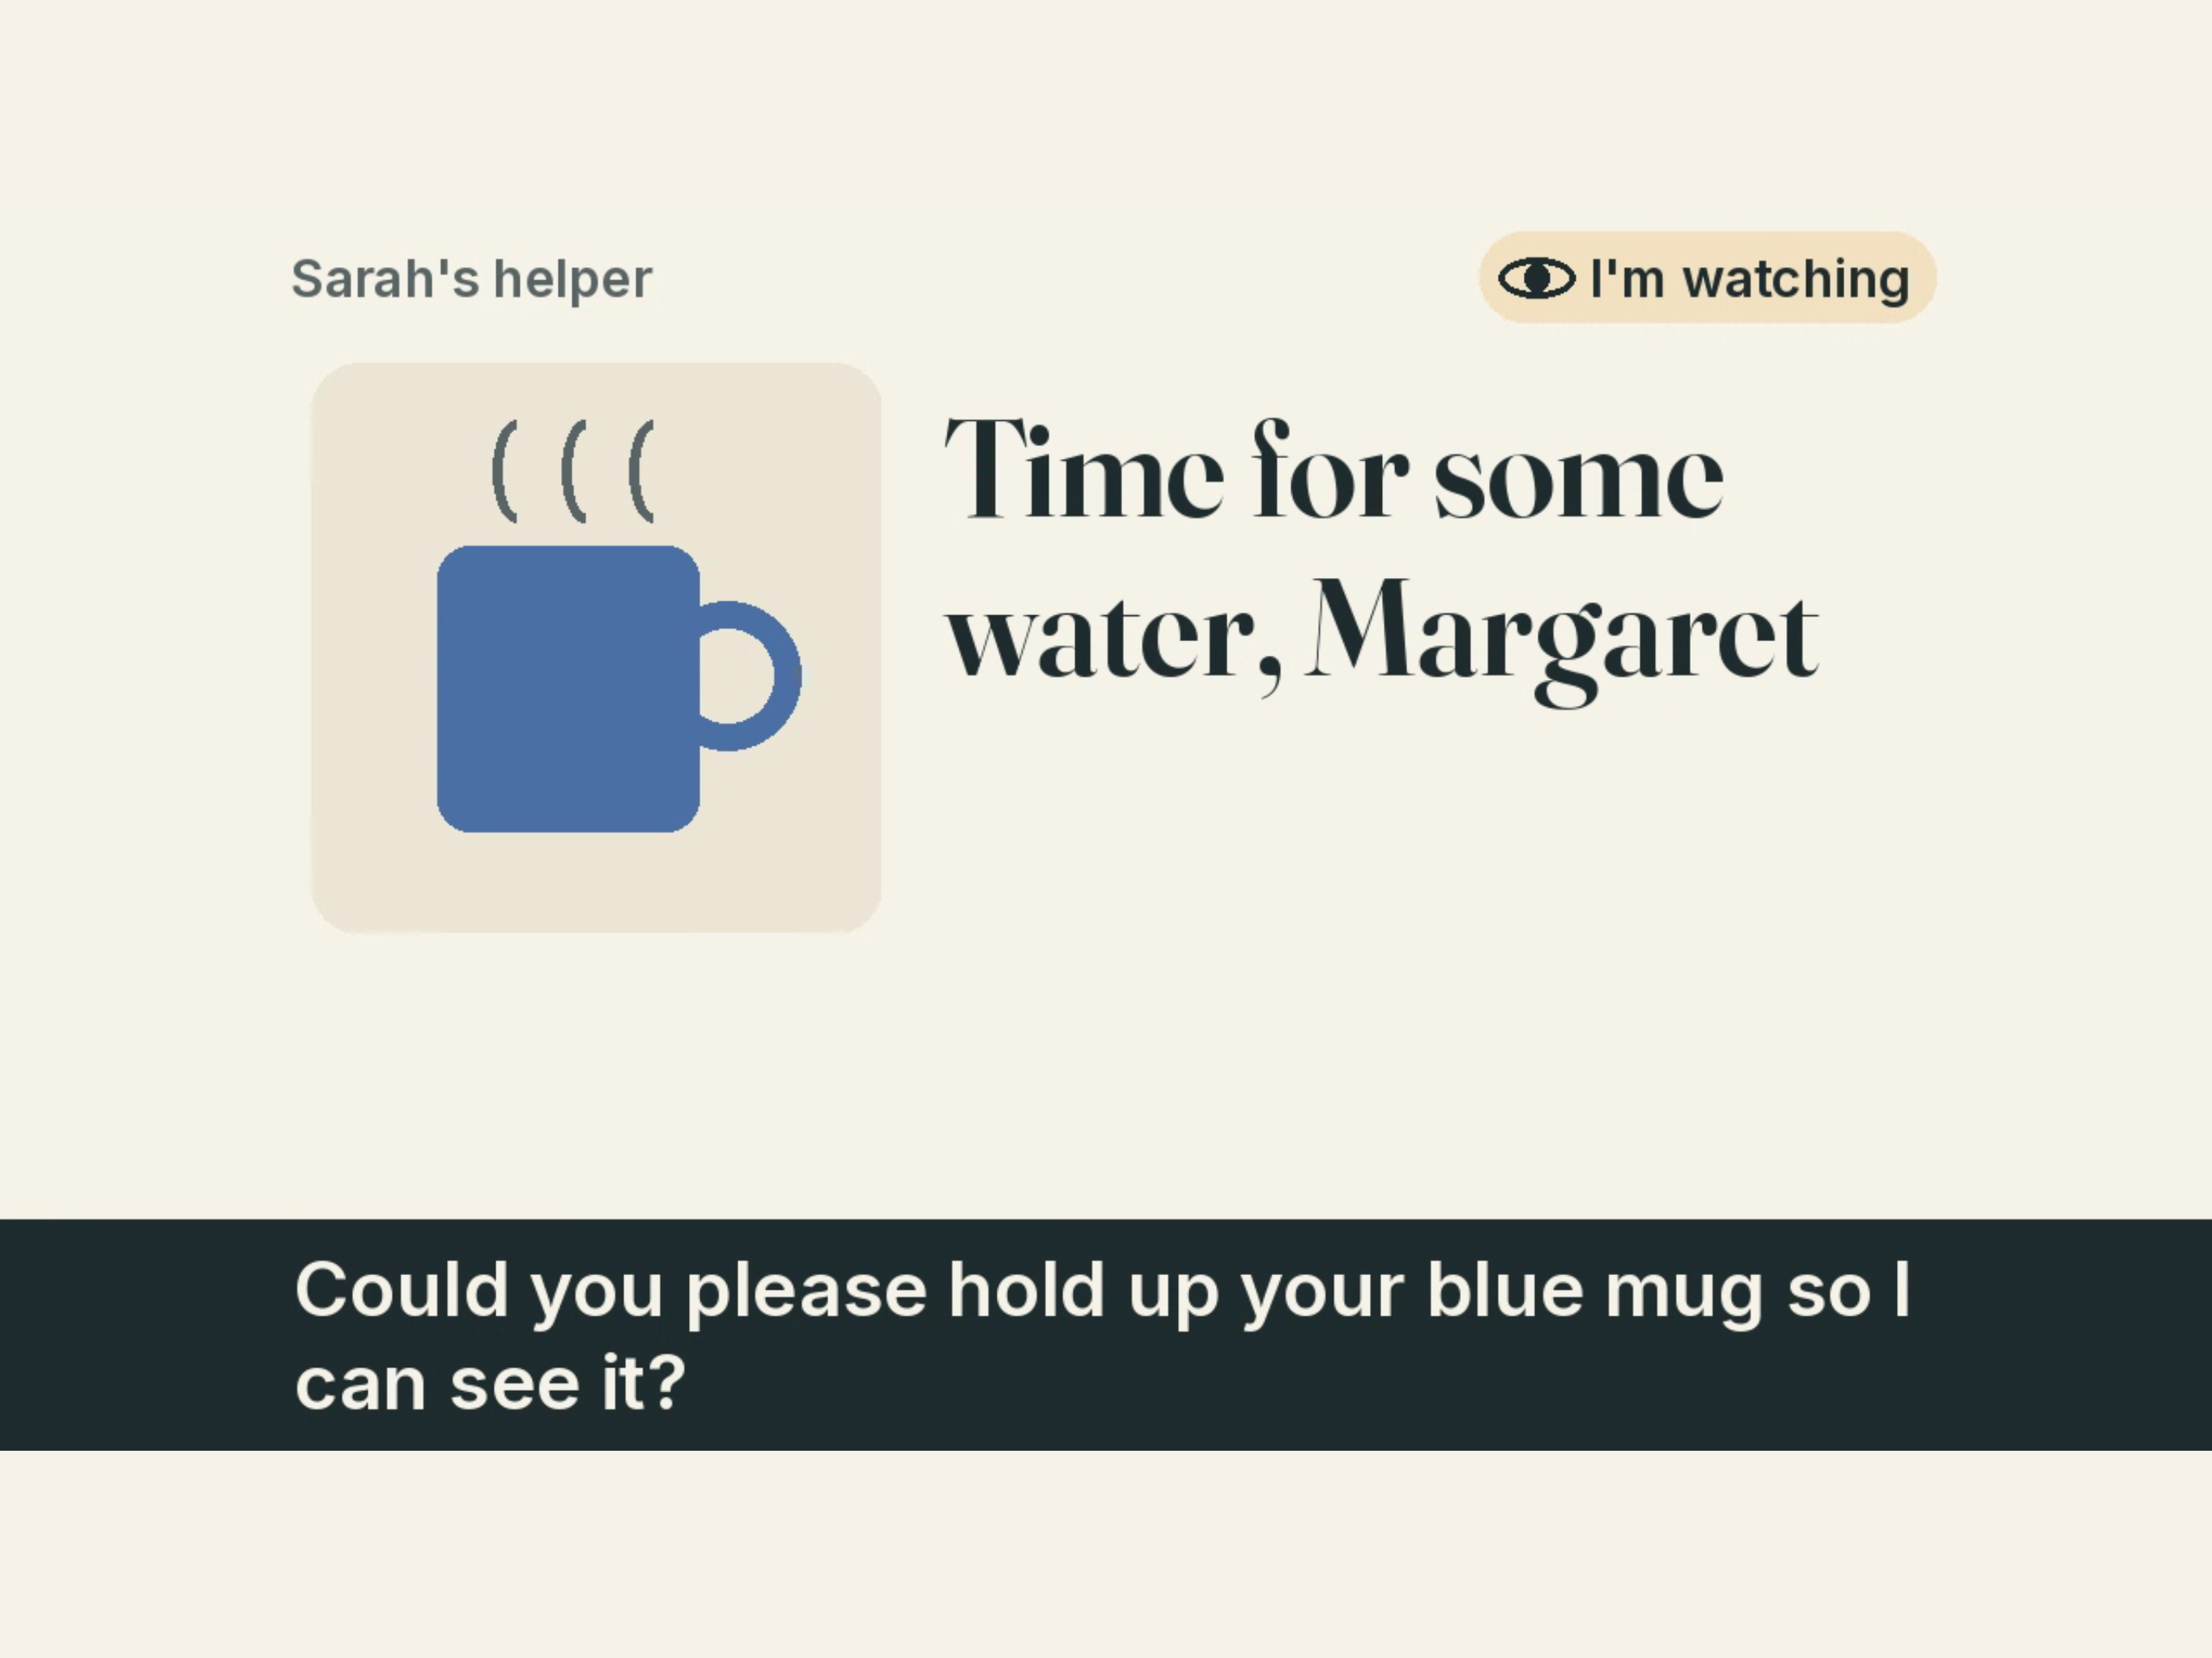 Sarah's helper
I'm watching
Time for some
water, Margaret
Could you please hold up your blue mug so I
can see it?